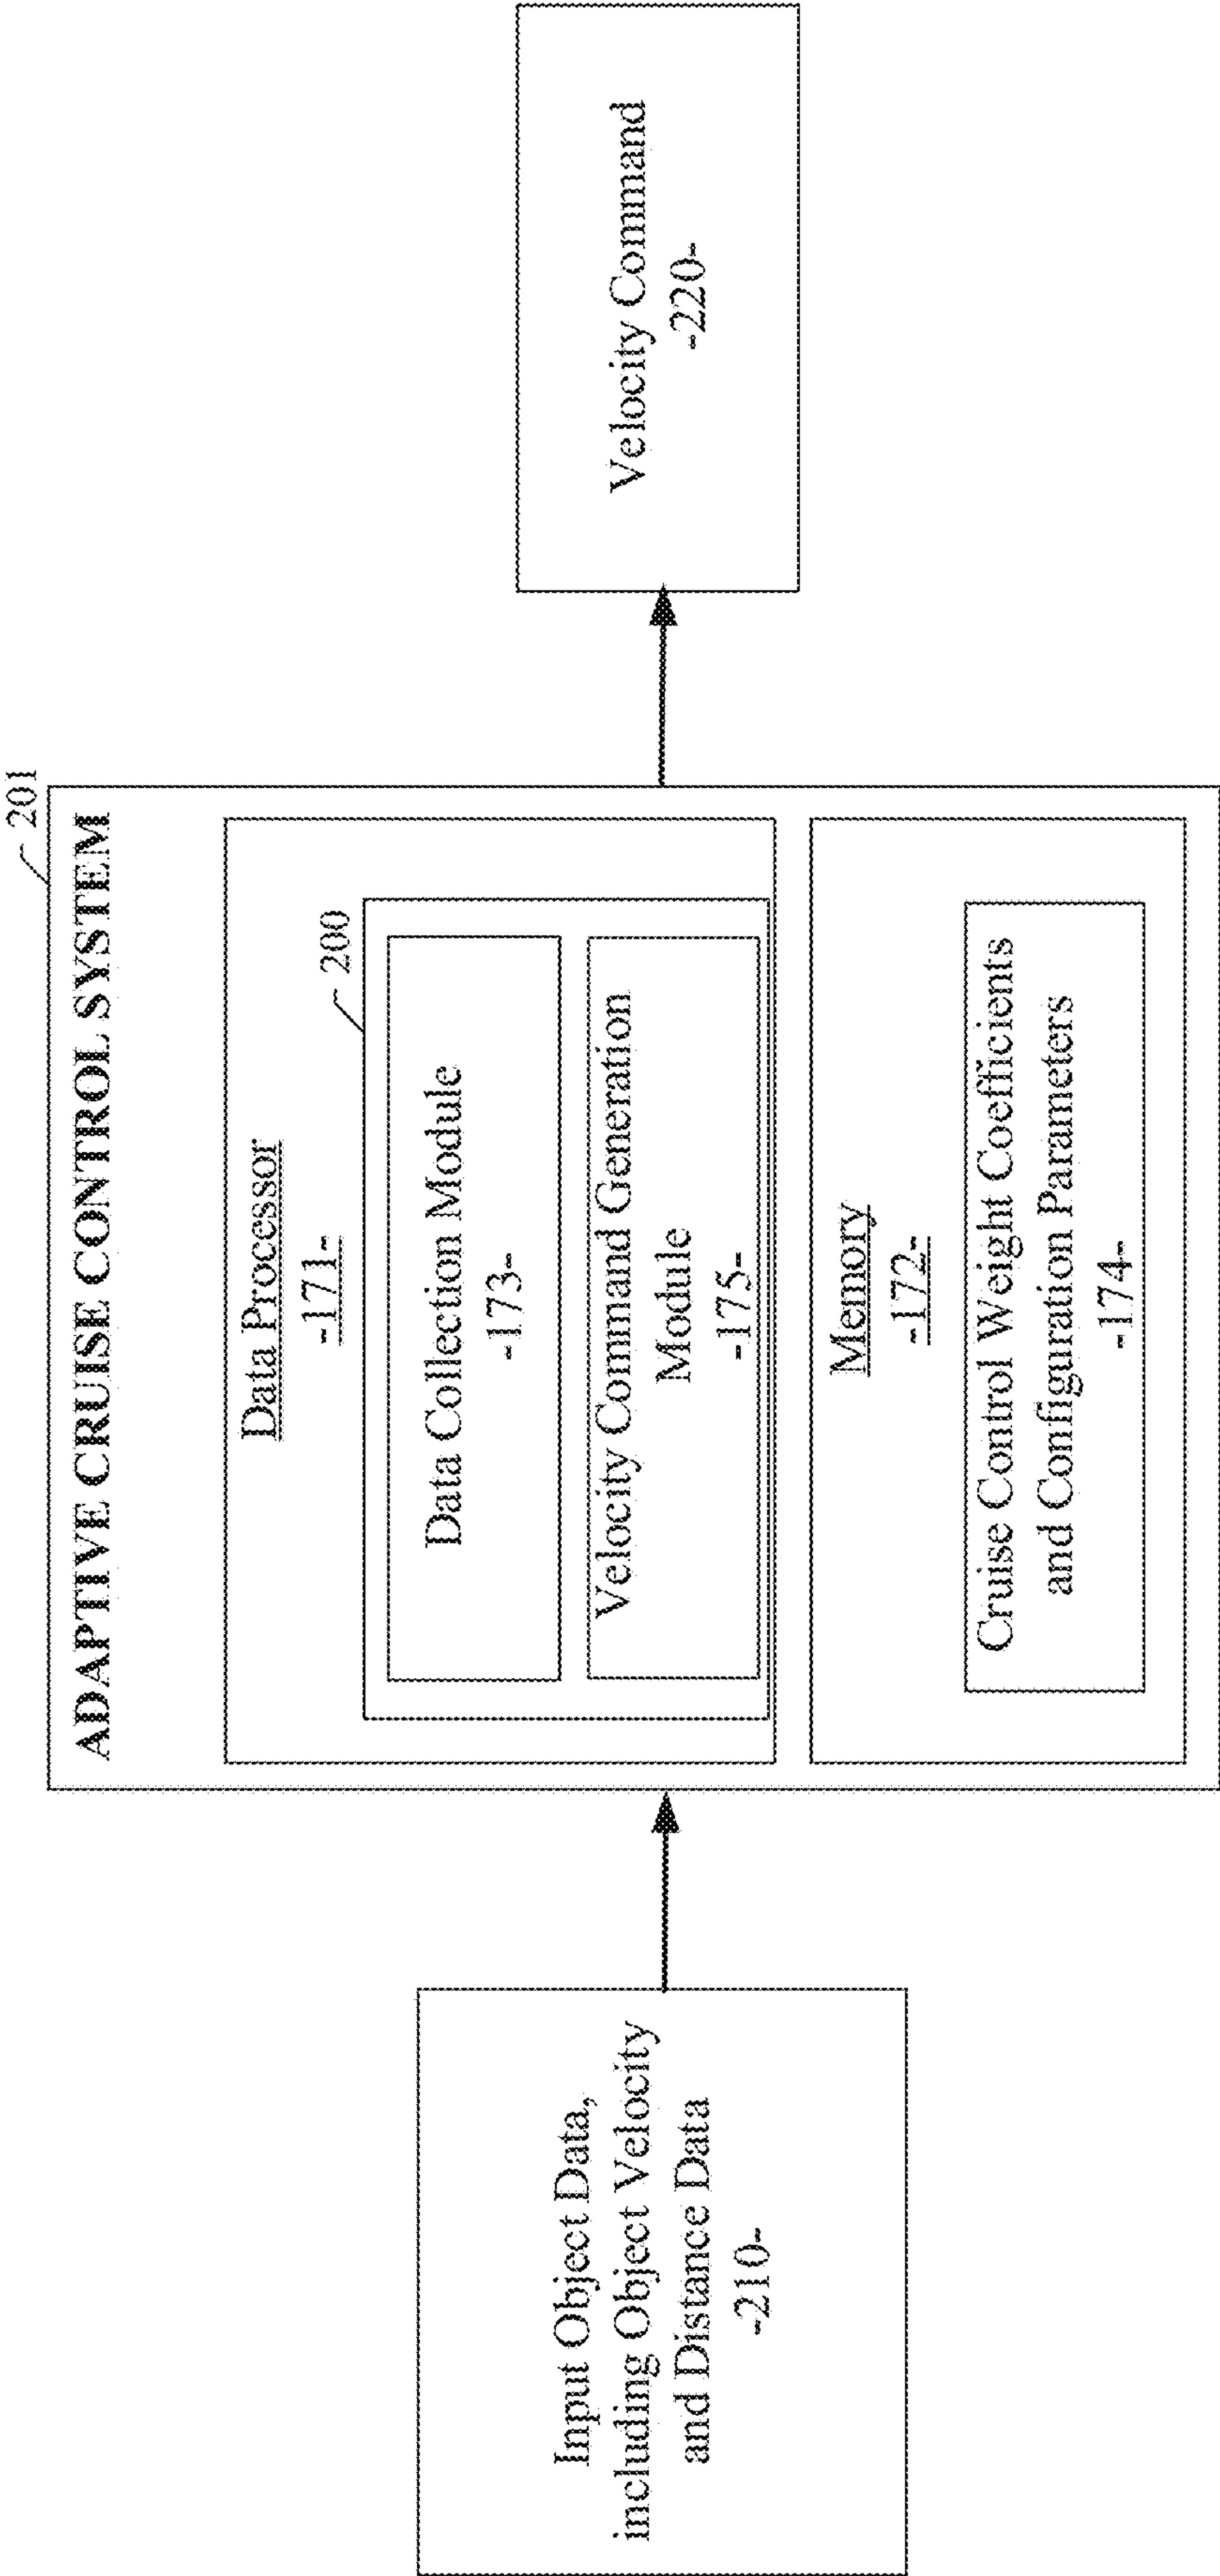 Input Object Data,
including Object Velocity
and Distance Data
-210-
201
ADAPTIVE CRUISE CONTROL SYSTEM
Data Processor
-171-
200
Data Collection Module
-173-
Velocity Command Generation
Module
-175-
Memory
-172-
Cruise Control Weight Coefficients
and Configuration Parameters
-174-
Velocity Command
-220-